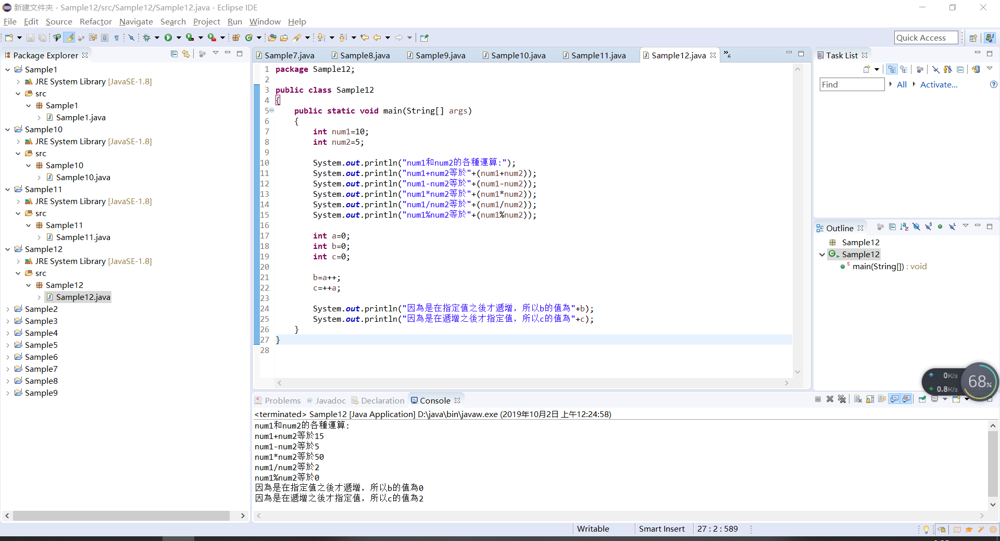 新建文件夹 - Sample12/src/Sample12/Sample12.java - Eclipse IDE
File Edit Source Refactor Navigate Search Project Run Window Help
Quick Access
Package Explorer
Sample1
JRE System Library [JavaSE-1.8]
src
Sample1
Sample1.java
Sample10
JRE System Library [JavaSE-1.8]
src
Sample10
Sample10.java
Sample11
JRE System Library [JavaSE-1.8]
src
Sample11
Sample11.java
Sample12
JRE System Library [JavaSE-1.8]
src
Sample12
Sample12.java
Sample2
Sample3
Sample4
Sample5
Sample6
Sample7
Sample8
Sample9
Sample7.java Sample8.java Sample9.java Sample10.java Sample11.java Sample12.java »6
1 package Sample12;
2
3 public class Sample12
4 {
5 public static void main(String[] args)
6 {
7 int num1=10;
8 int num2=5;
9
10 System.out.println("num1和num2的各種運算:");
11 System.out.println("num1+num2等於"+(num1+num2));
12 System.out.println("num1-num2等於"+(num1-num2));
13 System.out.println("num1*num2等於"+(num1*num2));
14 System.out.println("num1/num2等於"+(num1/num2));
15 System.out.println("num1%num2等於"+(num1%num2));
16
17 int a=0;
18 int b=0;
19 int c=0;
20
21 b=a++;
22 c=++a;
23
24 System.out.println("因為是在指定值之後才遞增，所以b的值為"+b);
25 System.out.println("因為是在遞增之後才指定值，所以c的值為"+c);
26 }
27 }
28
Task List
Find All Activate...
Outline
Sample12
Sample12
main(String[]) : void
0K/s
0.8K/s
68%
Problems @ Javadoc Declaration Console
<terminated> Sample12 [Java Application] D:\java\bin\javaw.exe (2019年10月2日 上午12:24:58)
num1和num2的各種運算:
num1+num2等於15
num1-num2等於5
num1*num2等於50
num1/num2等於2
num1%num2等於0
因為是在指定值之後才遞增，所以b的值為0
因為是在遞增之後才指定值，所以c的值為2
Writable Smart Insert 27 : 2 : 589